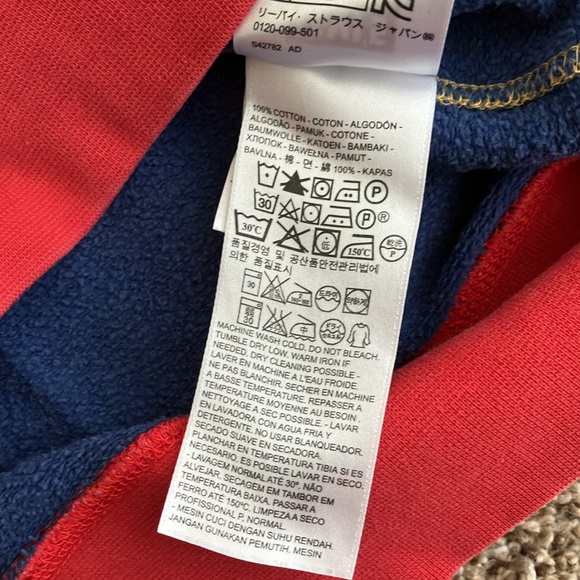 リーバイ・ストラウス ジャパン㈱
0120-099-501
S42782 AD
100% COTTON - COTON - ALGODÓN -
ALGODÃO - PAMUK - COTONE -
BAUMWOLLE - KATOEN - BAMBAKI -
ХЛОПОК - BAWEŁNA - PAMUT -
BAVLNA - 棉 - 면 - 綿 100% - KAPAS
P
30 P R
30°C 150°C P
품질경영 및 공산품안전관리법에
의한 품질표시
30
30 中
MACHINE WASH COLD. DO NOT BLEACH.
TUMBLE DRY LOW. WARM IRON IF
NEEDED. DRY CLEANING POSSIBLE -
LAVER EN MACHINE A L'EAU FROIDE.
NE PAS BLANCHIR. SECHER EN MACHINE
A BASSE TEMPERATURE. REPASSER A
TEMPERATURE MOYENNE AU BESOIN.
NETTOYAGE A SEC POSSIBLE. - LAVAR
EN LAVADORA CON AGUA FRIA Y
DETERGENTE. NO USAR BLANQUEADOR.
SECADO SUAVE EN SECADORA.
PLANCHAR EN TEMPERATURA TIBIA SI ES
NECESARIO. ES POSIBLE LAVAR EN SECO.
- LAVAGEM NORMAL ATÉ 30º. NÃO
ALVEJAR. SECAGEM EM TAMBOR EM
TEMPERATURA BAIXA. PASSAR A
FERRO ATÉ 150ºC. LIMPEZA A SECO
PROFISSIONAL P, NORMAL.
- MESIN CUCI DENGAN SUHU RENDAH.
JANGAN GUNAKAN PEMUTIH. MESIN